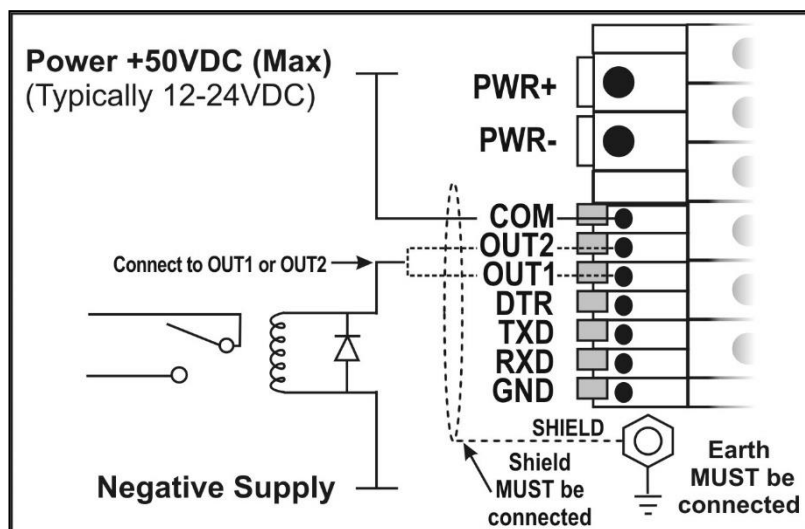 Power +50VDC (Max)
(Typically 12-24VDC)
PWR+
PWR-
COM
OUT2
Connect to OUT1 or OUT2
OUT1
DTR
TXD
RXD
GND
SHIELD
Negative Supply
Shield
MUST be
connected
Earth
MUST be
connected